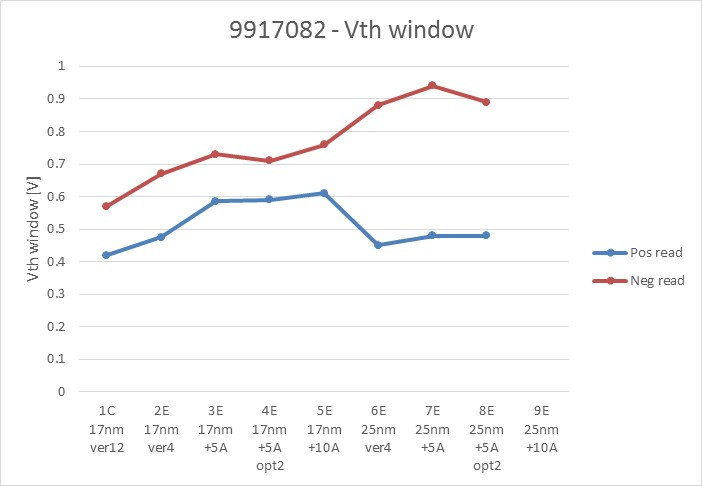 9917082 - Vth window
1
0.9
0.8
0.7
0.6
0.5
0.4
0.3
0.2
0.1
0
Vth window [V]
Pos read
Neg read
1C 2E 3E 4E 5E 6E 7E 8E 9E
17nm 17nm 17nm 17nm 17nm 25nm 25nm 25nm 25nm
ver12 ver4 +5A +5A +10A ver4 +5A +5A +10A
opt2 opt2